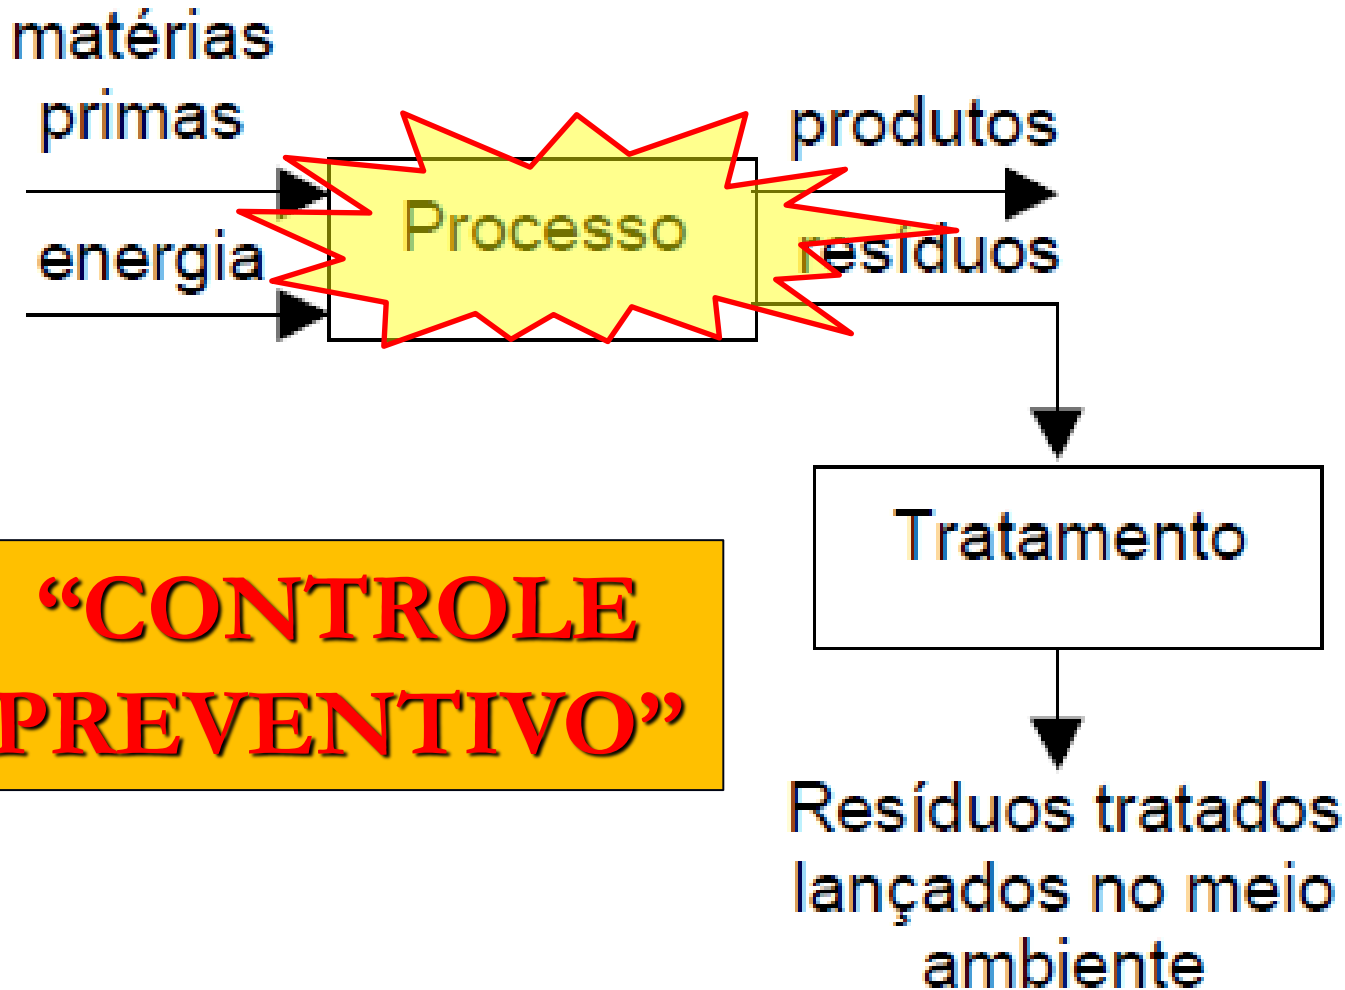 matérias
primas
energia
Processo
produtos
resíduos
Tratamento
“CONTROLE
PREVENTIVO”
Resíduos tratados
lançados no meio
ambiente